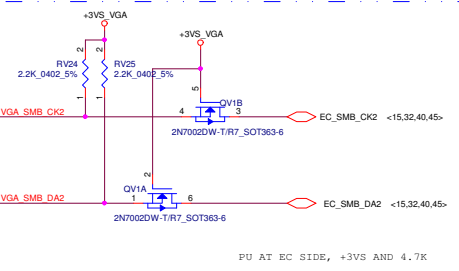 +3VS_VGA
+3VS_VGA
RV24
2.2K_0402_5%
RV25
2.2K_0402_5%
2
2
1
1
5
QV1B
VGA_SMB_CK2
4
3
EC_SMB_CK2 <15,32,40,45>
2N7002DW-T/R7_SOT363-6
2
QV1A
VGA_SMB_DA2
1
6
EC_SMB_DA2 <15,32,40,45>
2N7002DW-T/R7_SOT363-6
PU AT EC SIDE, +3VS AND 4.7K